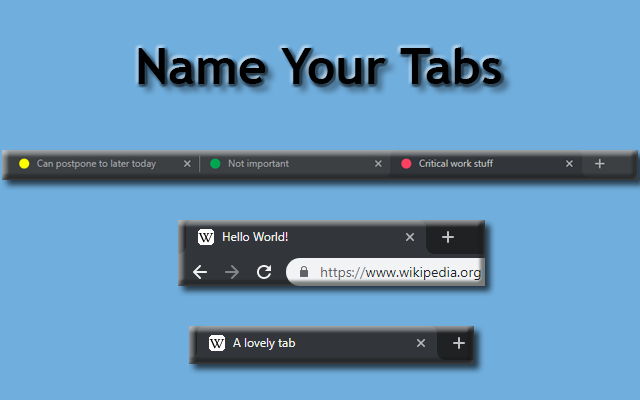 Name Your Tabs
Can postpone to later today Not important Critical work stuff
W Hello World!
https://www.wikipedia.org
W A lovely tab